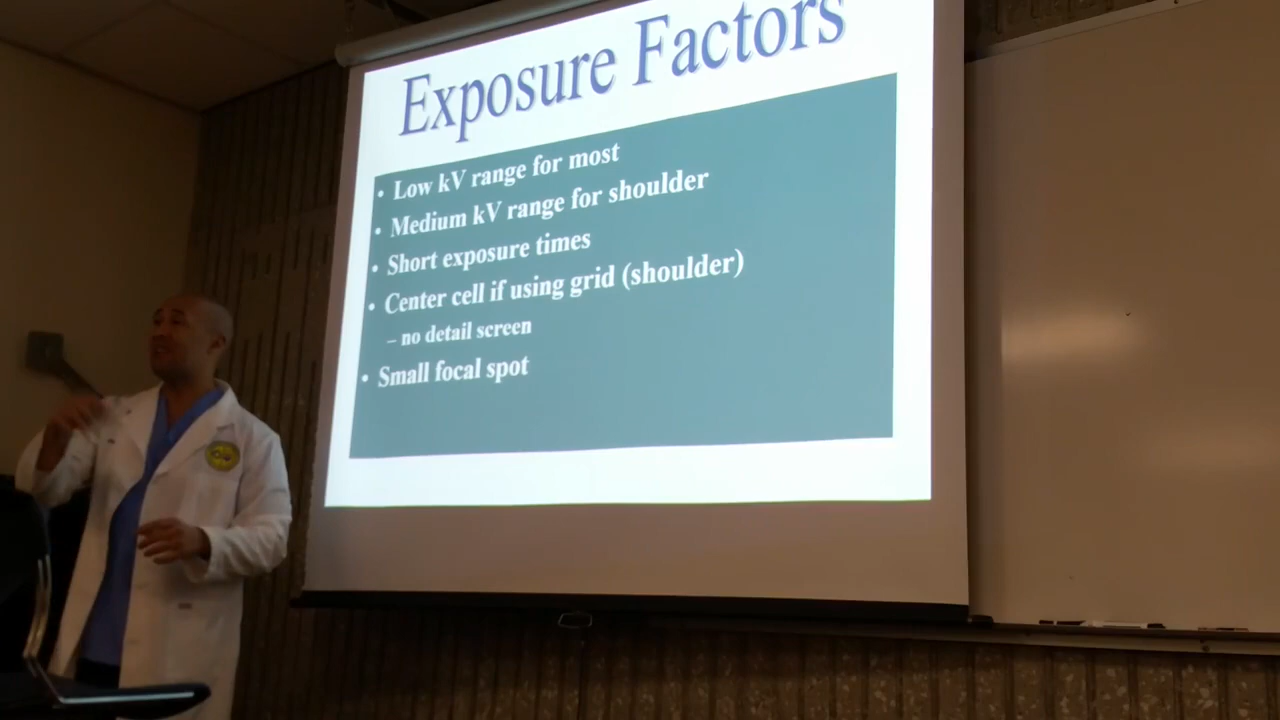 Exposure Factors
• Low kV range for most
• Medium kV range for shoulder
• Short exposure times
• Center cell if using grid (shoulder)
– no detail screen
• Small focal spot